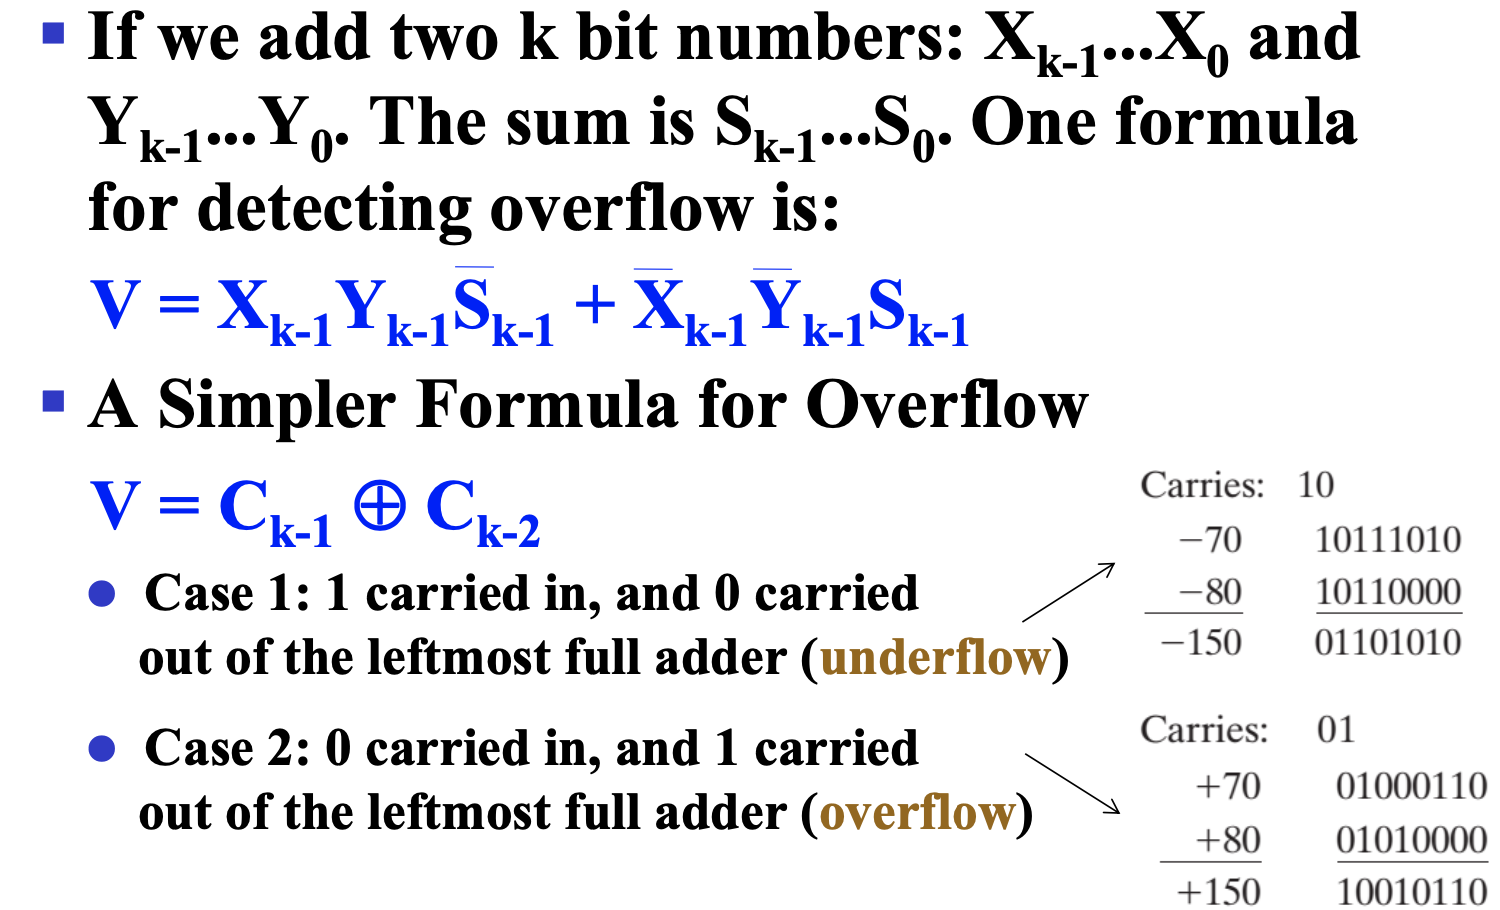 ▪ If we add two k bit numbers: Xₖ₋₁...X₀ and
Yₖ₋₁...Y₀. The sum is Sₖ₋₁...S₀. One formula
for detecting overflow is:
V = Xₖ₋₁Yₖ₋₁S̅ₖ₋₁ + X̅ₖ₋₁Y̅ₖ₋₁Sₖ₋₁
▪ A Simpler Formula for Overflow
V = Cₖ₋₁ ⊕ Cₖ₋₂
● Case 1: 1 carried in, and 0 carried
out of the leftmost full adder (underflow)
● Case 2: 0 carried in, and 1 carried
out of the leftmost full adder (overflow)
Carries: 10
−70 10111010
−80 10110000
−150 01101010
Carries: 01
+70 01000110
+80 01010000
+150 10010110